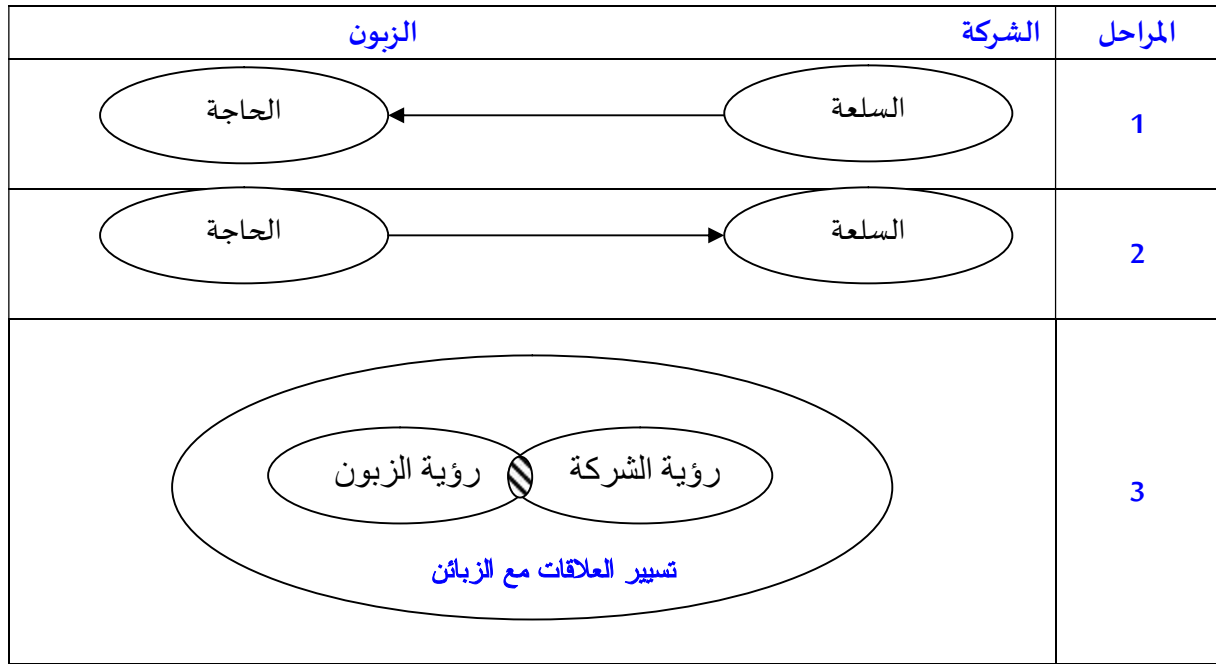 المراحل الشركة الزبون
1 السلعة الحاجة
2 السلعة الحاجة
3 رؤية الشركة رؤية الزبون
تسيير العلاقات مع الزبائن